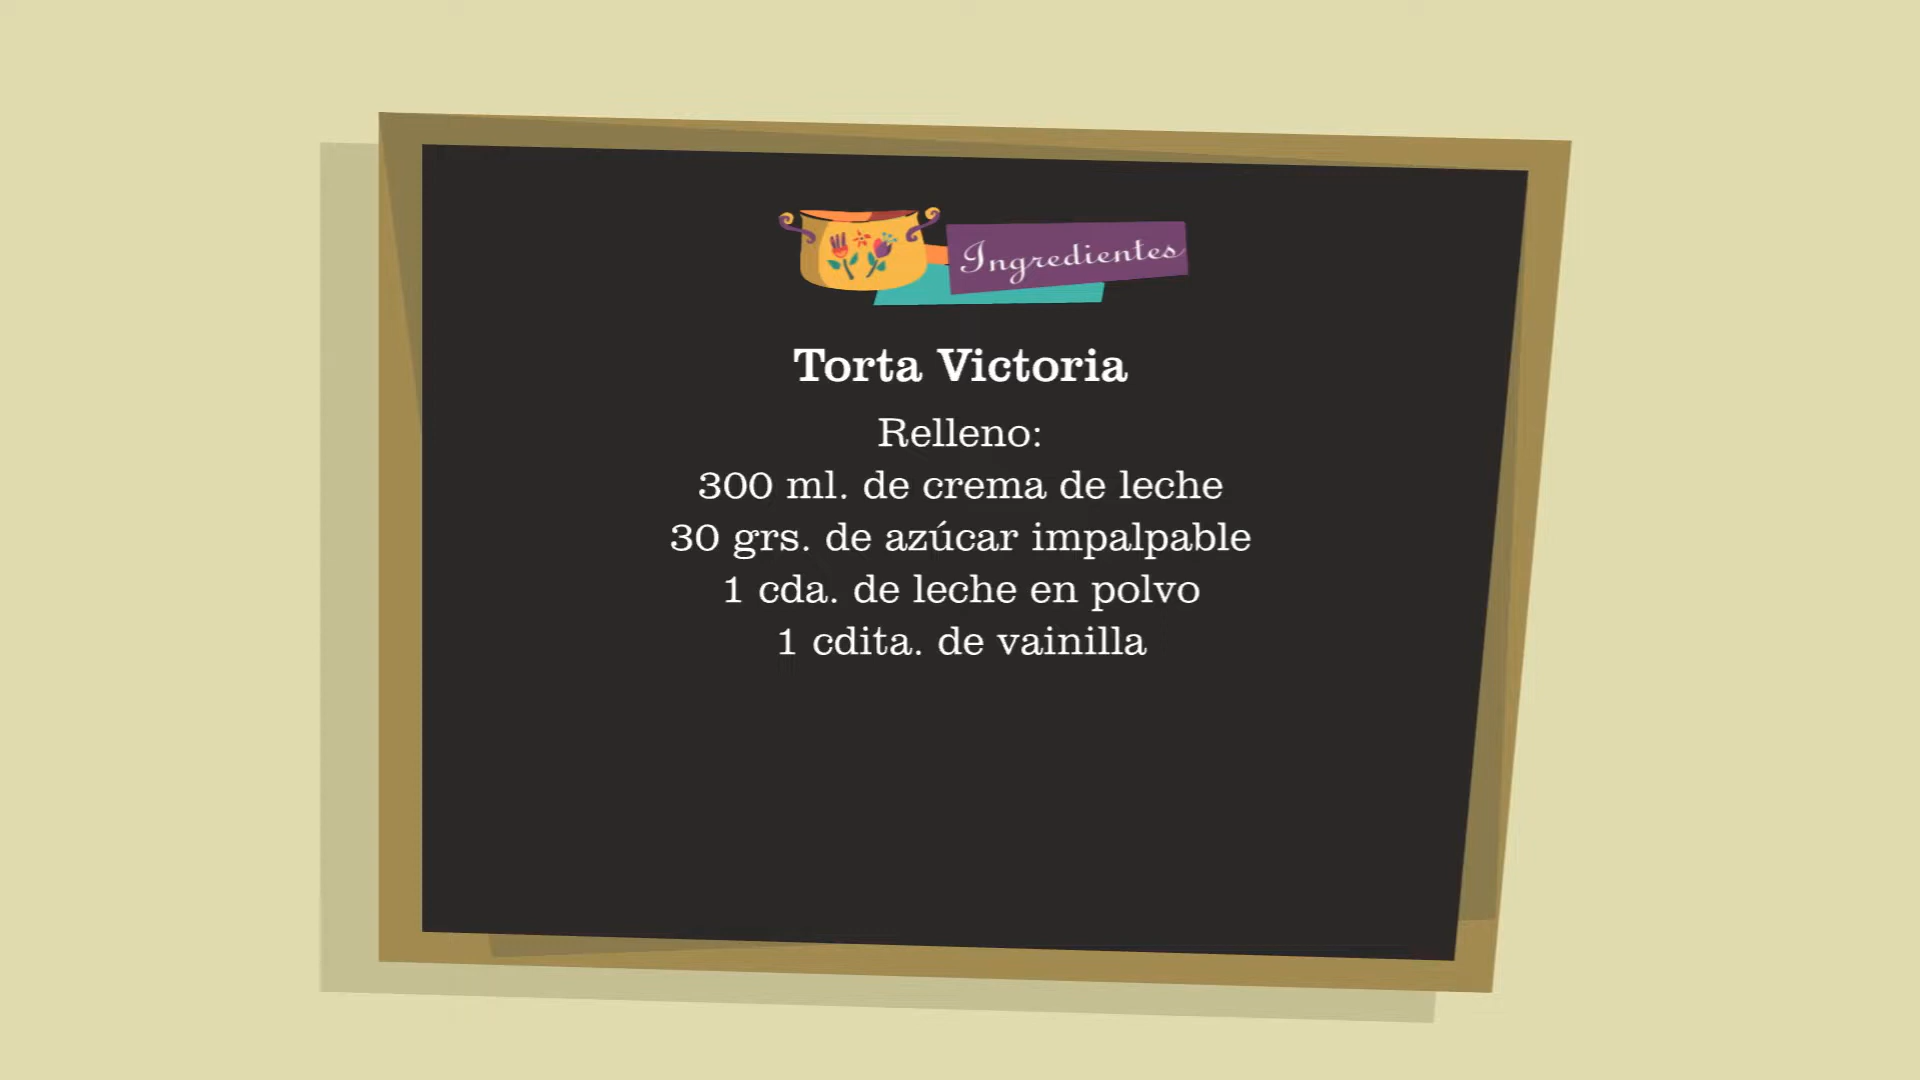 Ingredientes
Torta Victoria
Relleno:
300 ml. de crema de leche
30 grs. de azúcar impalpable
1 cda. de leche en polvo
1 cdita. de vainilla